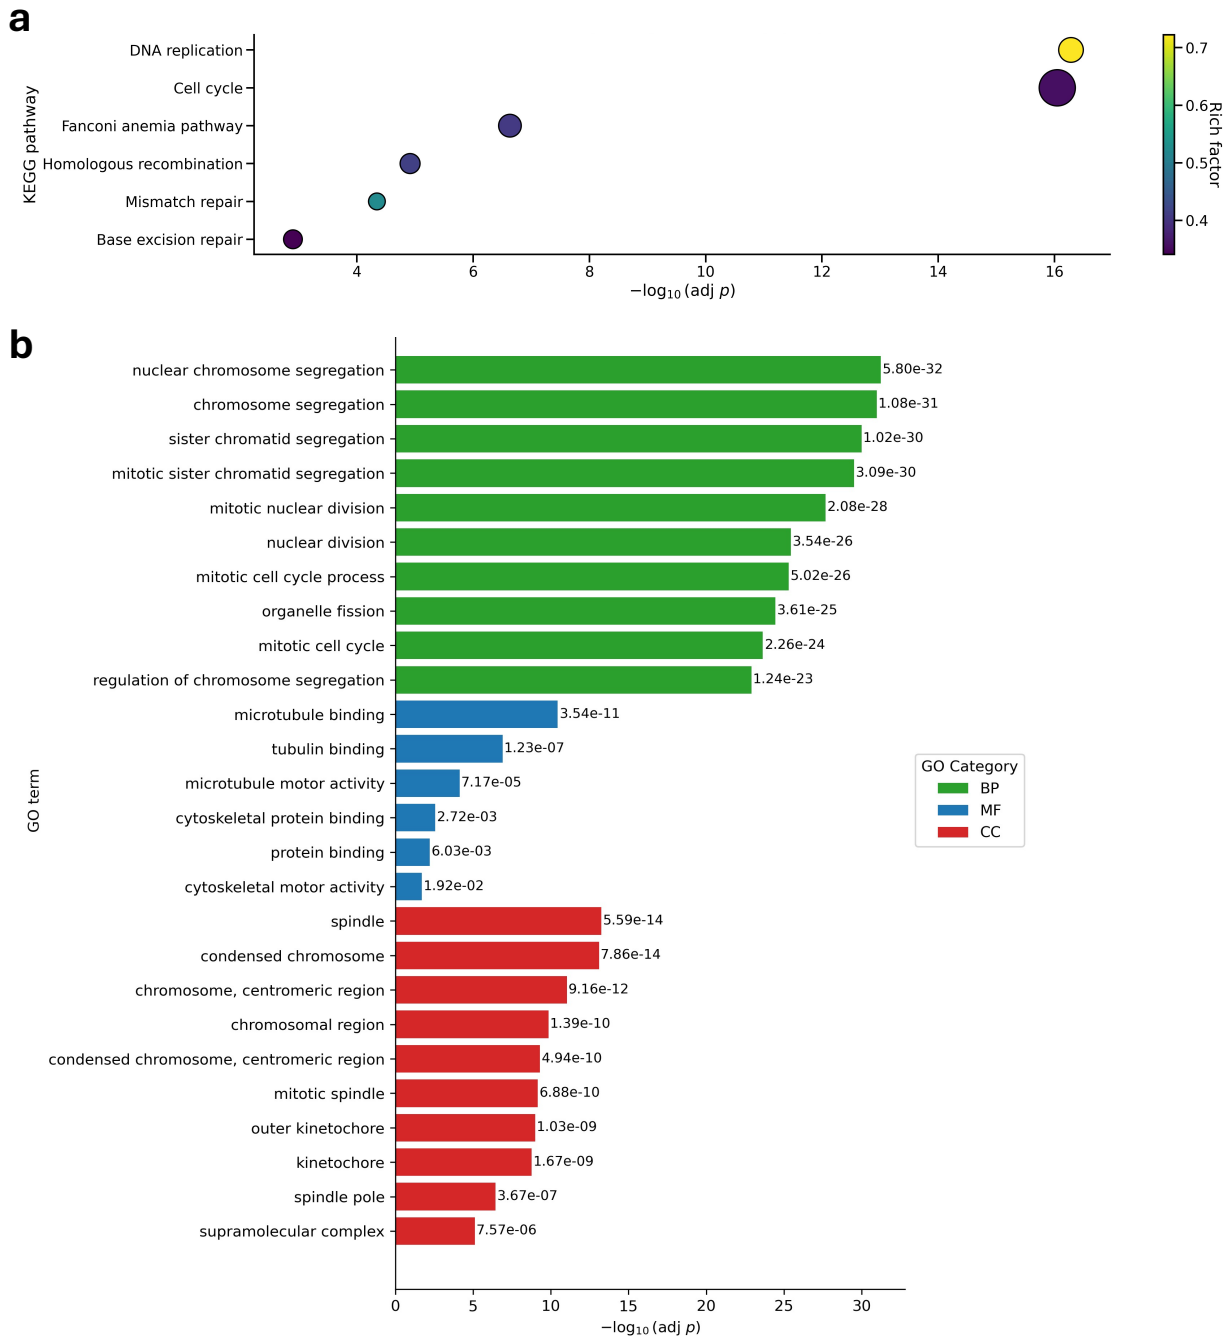 a
KEGG pathway
DNA replication
Cell cycle
Fanconi anemia pathway
Homologous recombination
Mismatch repair
Base excision repair
4 6 8 10 12 14 16
−log10(adj p)
0.7
0.6
0.5
0.4
Rich factor
b
GO term
nuclear chromosome segregation 5.80e-32
chromosome segregation 1.08e-31
sister chromatid segregation 1.02e-30
mitotic sister chromatid segregation 3.09e-30
mitotic nuclear division 2.08e-28
nuclear division 3.54e-26
mitotic cell cycle process 5.02e-26
organelle fission 3.61e-25
mitotic cell cycle 2.26e-24
regulation of chromosome segregation 1.24e-23
microtubule binding 3.54e-11
tubulin binding 1.23e-07
microtubule motor activity 7.17e-05
cytoskeletal protein binding 2.72e-03
protein binding 6.03e-03
cytoskeletal motor activity 1.92e-02
spindle 5.59e-14
condensed chromosome 7.86e-14
chromosome, centromeric region 9.16e-12
chromosomal region 1.39e-10
condensed chromosome, centromeric region 4.94e-10
mitotic spindle 6.88e-10
outer kinetochore 1.03e-09
kinetochore 1.67e-09
spindle pole 3.67e-07
supramolecular complex 7.57e-06
0 5 10 15 20 25 30
−log10(adj p)
GO Category
BP
MF
CC